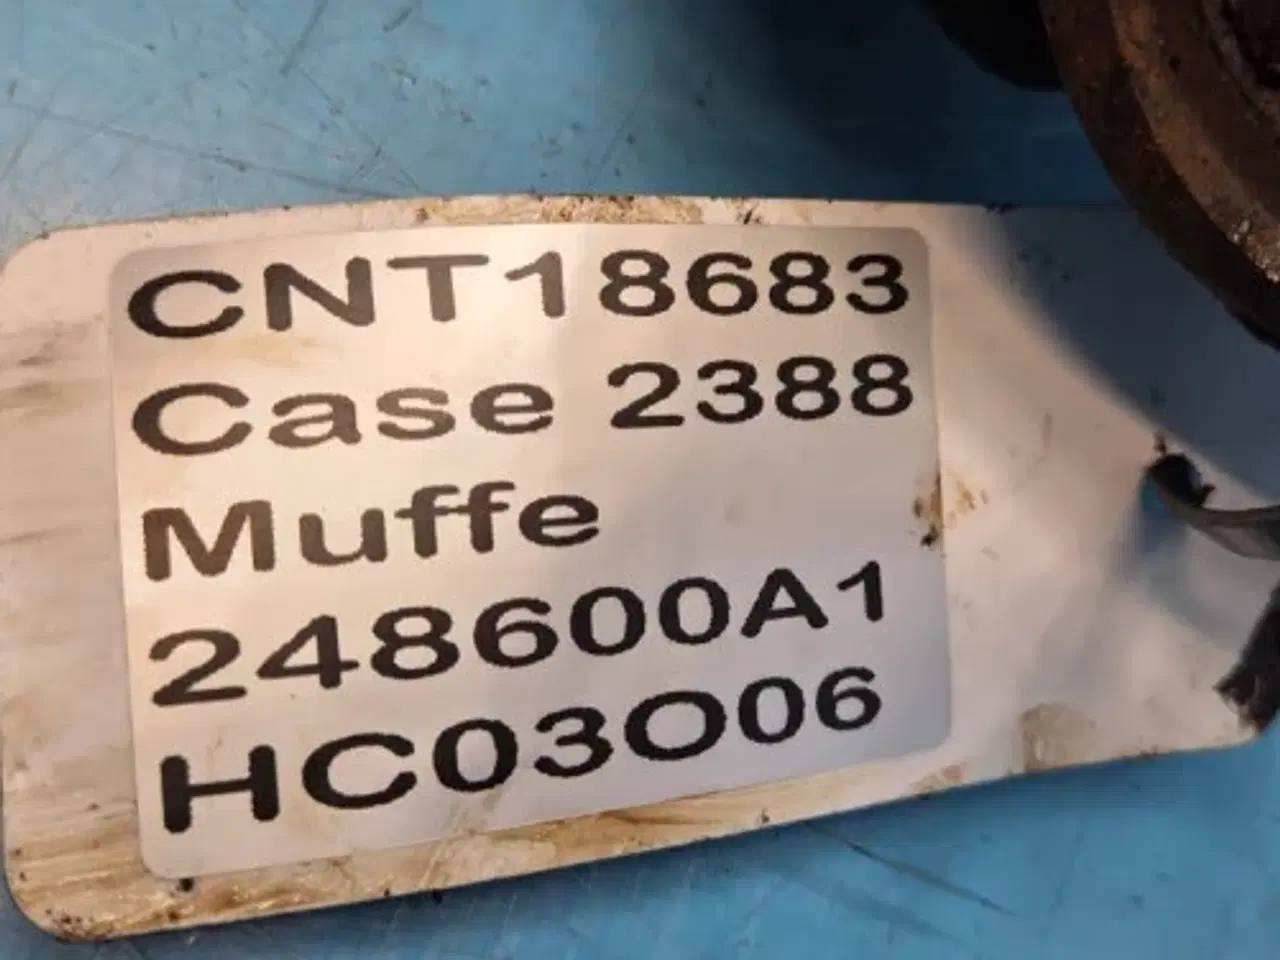 CNT18683
Case 2388
Muffe
248600A1
HC03O06